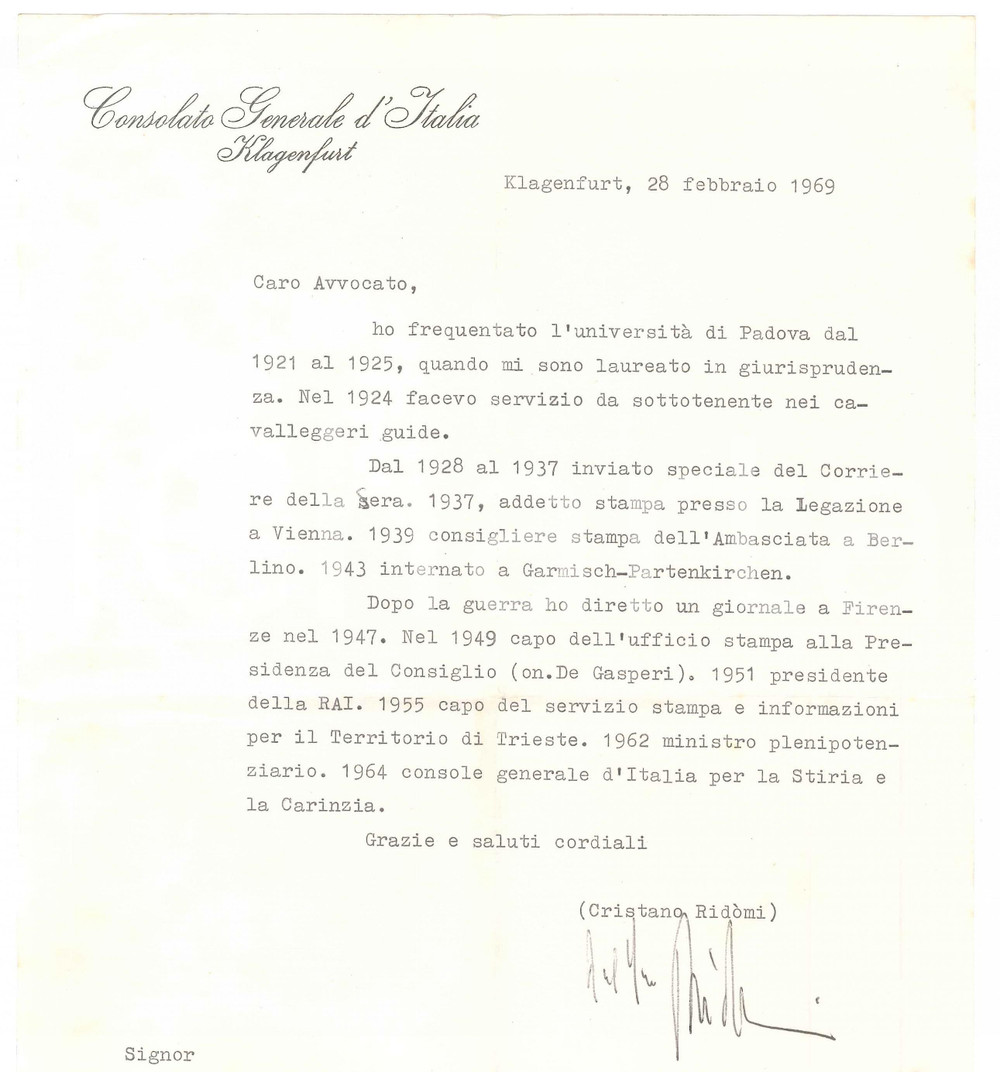 Consolato Generale d'Italia
Klagenfurt
Klagenfurt, 28 febbraio 1969
Caro Avvocato,
ho frequentato l'università di Padova dal
1921 al 1925, quando mi sono laureato in giurispruden-
za. Nel 1924 facevo servizio da sottotenente nei ca-
valleggeri guide.
Dal 1928 al 1937 inviato speciale del Corrie-
re della Sera. 1937, addetto stampa presso la Legazione
a Vienna. 1939 consigliere stampa dell'Ambasciata a Ber-
lino. 1943 internato a Garmisch-Partenkirchen.
Dopo la guerra ho diretto un giornale a Firen-
ze nel 1947. Nel 1949 capo dell'ufficio stampa alla Pre-
sidenza del Consiglio (on.De Gasperi). 1951 presidente
della RAI. 1955 capo del servizio stampa e informazioni
per il Territorio di Trieste. 1962 ministro plenipoten-
ziario. 1964 console generale d'Italia per la Stiria e
la Carinzia.
Grazie e saluti cordiali
(Cristano Ridòmi)
Signor